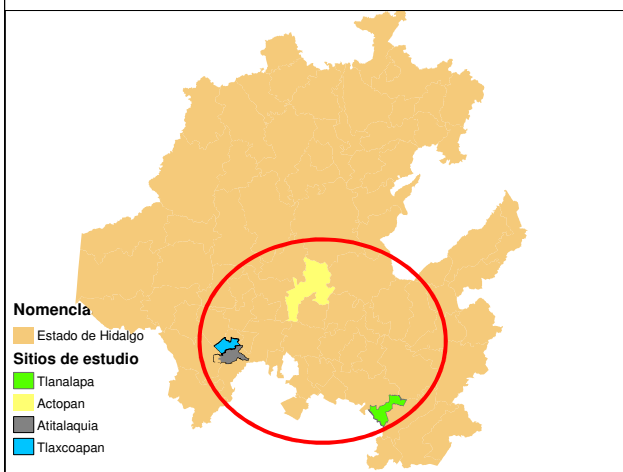 Nomencla
Estado de Hidalgo
Sitios de estudio
Tlanalapa
Actopan
Atitalaquia
Tlaxcoapan